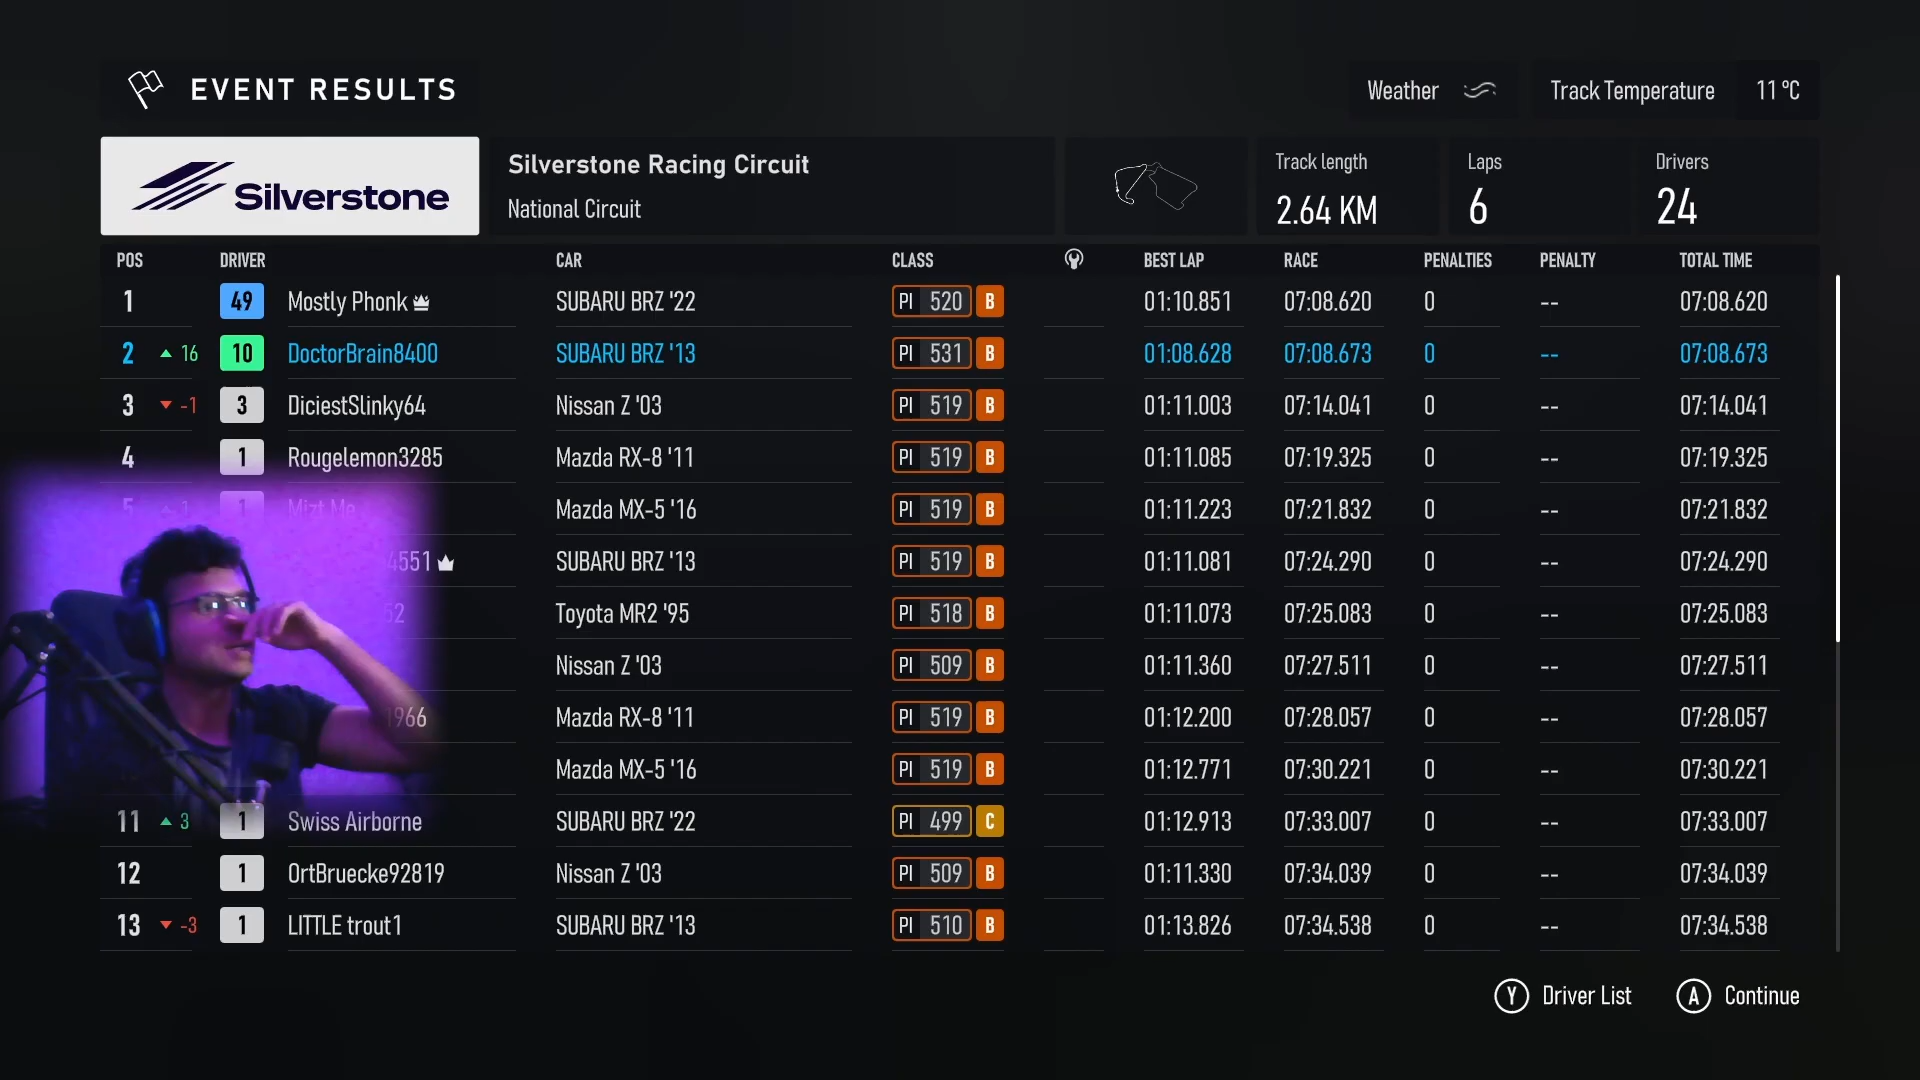 EVENT RESULTS
Weather
Track Temperature 11 ºC
Silverstone
Silverstone Racing Circuit
National Circuit
Track length
2.64 KM
Laps
6
Drivers
24
POS DRIVER CAR CLASS BEST LAP RACE PENALTIES PENALTY TOTAL TIME
1 49 Mostly Phonk SUBARU BRZ '22 PI 520 B 01:10.851 07:08.620 0 -- 07:08.620
2 16 10 DoctorBrain8400 SUBARU BRZ '13 PI 531 B 01:08.628 07:08.673 0 -- 07:08.673
3 -1 3 DiciestSlinky64 Nissan Z '03 PI 519 B 01:11.003 07:14.041 0 -- 07:14.041
4 1 Rougelemon3285 Mazda RX-8 '11 PI 519 B 01:11.085 07:19.325 0 -- 07:19.325
5 1 1 Mizt Me Mazda MX-5 '16 PI 519 B 01:11.223 07:21.832 0 -- 07:21.832
4551 SUBARU BRZ '13 PI 519 B 01:11.081 07:24.290 0 -- 07:24.290
52 Toyota MR2 '95 PI 518 B 01:11.073 07:25.083 0 -- 07:25.083
Nissan Z '03 PI 509 B 01:11.360 07:27.511 0 -- 07:27.511
1966 Mazda RX-8 '11 PI 519 B 01:12.200 07:28.057 0 -- 07:28.057
Mazda MX-5 '16 PI 519 B 01:12.771 07:30.221 0 -- 07:30.221
11 3 1 Swiss Airborne SUBARU BRZ '22 PI 499 C 01:12.913 07:33.007 0 -- 07:33.007
12 1 OrtBruecke92819 Nissan Z '03 PI 509 B 01:11.330 07:34.039 0 -- 07:34.039
13 -3 1 LITTLE trout1 SUBARU BRZ '13 PI 510 B 01:13.826 07:34.538 0 -- 07:34.538
Y Driver List
A Continue